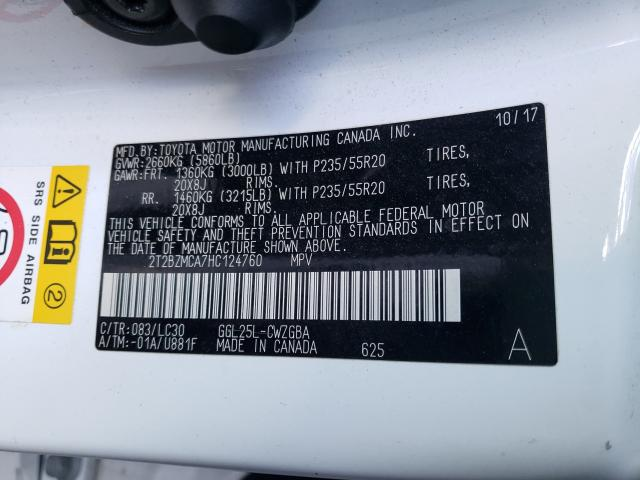 10/17
MFD.BY:TOYOTA MOTOR MANUFACTURING CANADA INC.
GVWR:2660KG (5860LB)
GAWR:FRT. 1360KG (3000LB) WITH P235/55R20 TIRES,
20X8J RIMS.
RR. 1460KG (3215LB) WITH P235/55R20 TIRES,
20X8J RIMS.
THIS VEHICLE CONFORMS TO ALL APPLICABLE FEDERAL MOTOR
VEHICLE SAFETY AND THEFT PREVENTION STANDARDS IN EFFECT ON
THE DATE OF MANUFACTURE SHOWN ABOVE.
2T2BZMCA7HC124760 MPV
C/TR:083/LC30 GGL25L-CWZGBA
A/TM:-01A/U881F MADE IN CANADA 625 A
SRS SIDE AIRBAG
2